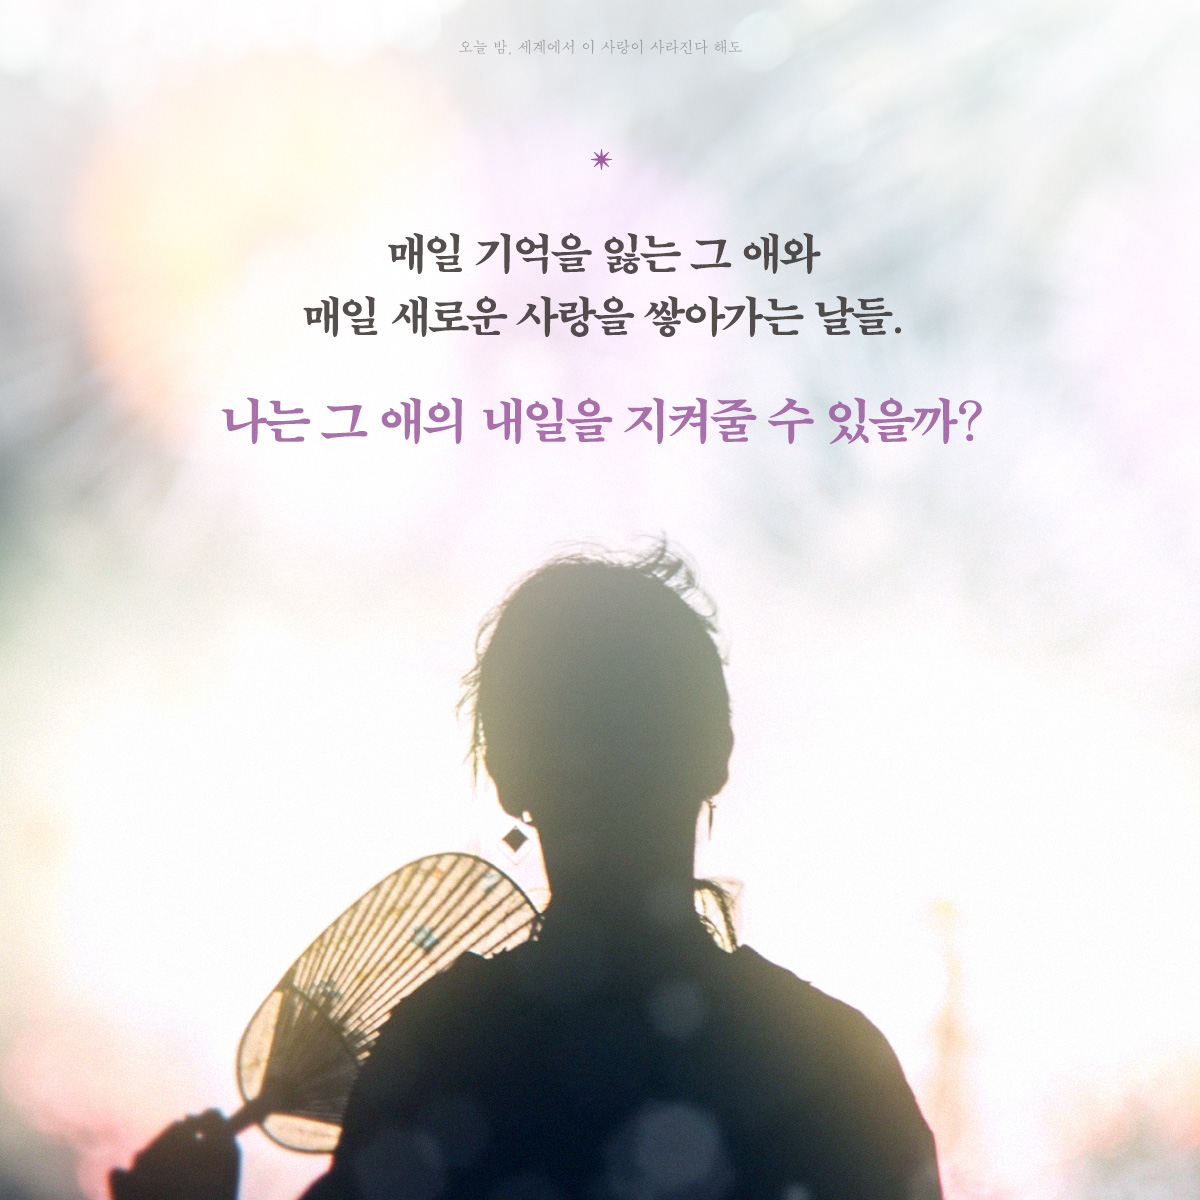 오늘 밤, 세계에서 이 사랑이 사라진다 해도
매일 기억을 잃는 그 애와
매일 새로운 사랑을 쌓아가는 날들.
나는 그 애의 내일을 지켜줄 수 있을까?